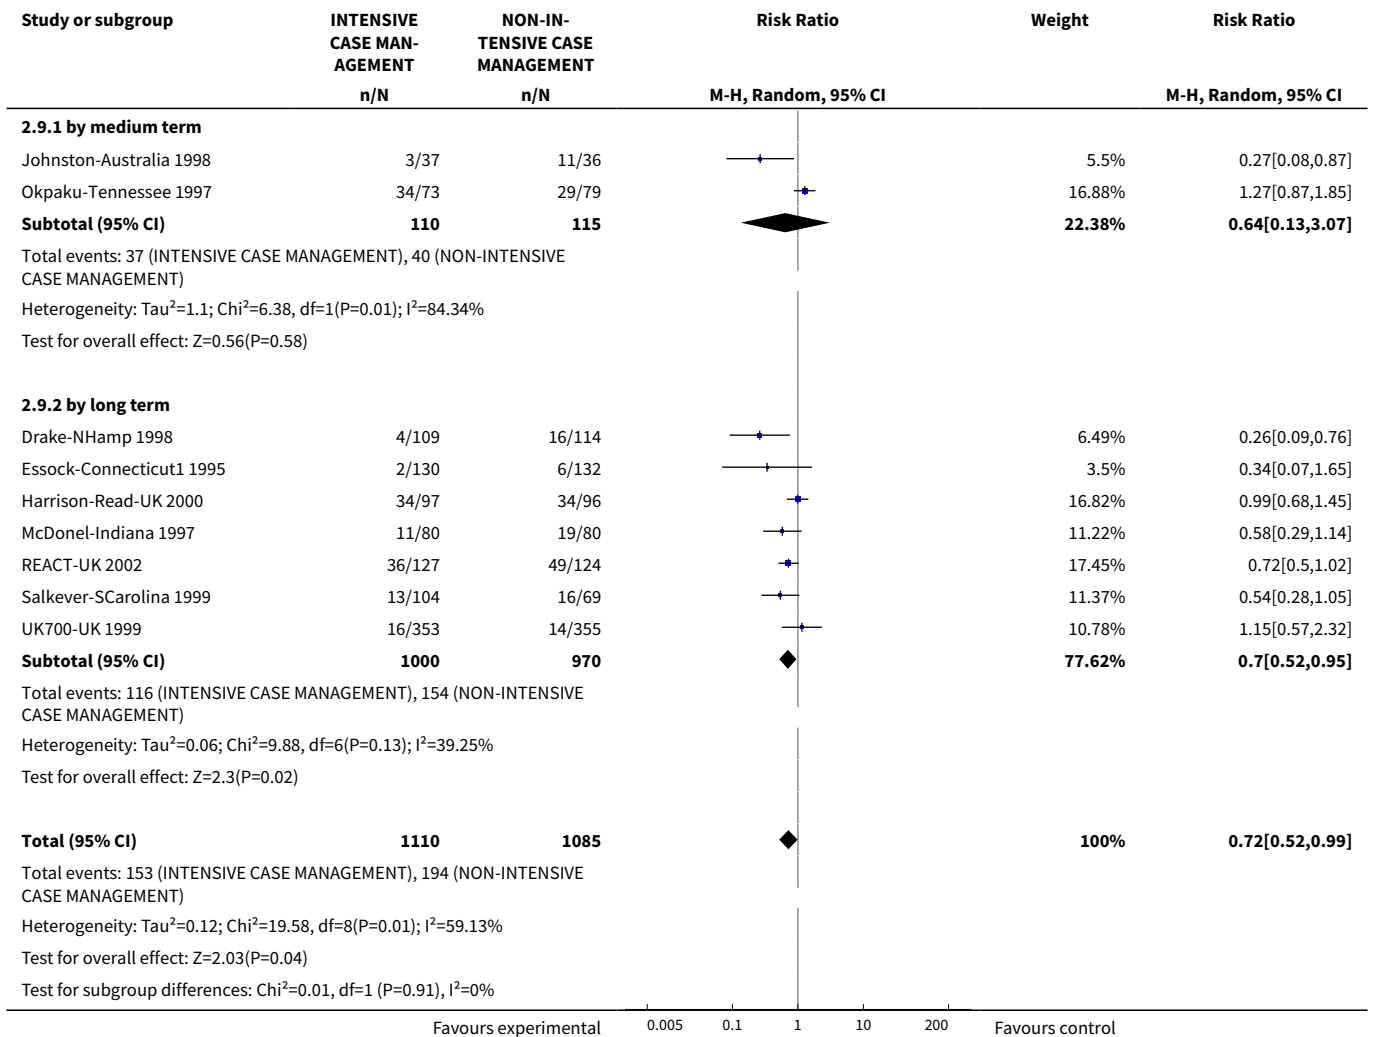 Study or subgroup INTENSIVE CASE MAN-AGEMENT NON-IN-TENSIVE CASE MANAGEMENT Risk Ratio Weight Risk Ratio
n/N n/N M-H, Random, 95% CI M-H, Random, 95% CI
2.9.1 by medium term
Johnston-Australia 1998 3/37 11/36 5.5% 0.27[0.08,0.87]
Okpaku-Tennessee 1997 34/73 29/79 16.88% 1.27[0.87,1.85]
Subtotal (95% CI) 110 115 22.38% 0.64[0.13,3.07]
Total events: 37 (INTENSIVE CASE MANAGEMENT), 40 (NON-INTENSIVE
CASE MANAGEMENT)
Heterogeneity: Tau²=1.1; Chi²=6.38, df=1(P=0.01); I²=84.34%
Test for overall effect: Z=0.56(P=0.58)
2.9.2 by long term
Drake-NHamp 1998 4/109 16/114 6.49% 0.26[0.09,0.76]
Essock-Connecticut1 1995 2/130 6/132 3.5% 0.34[0.07,1.65]
Harrison-Read-UK 2000 34/97 34/96 16.82% 0.99[0.68,1.45]
McDonel-Indiana 1997 11/80 19/80 11.22% 0.58[0.29,1.14]
REACT-UK 2002 36/127 49/124 17.45% 0.72[0.5,1.02]
Salkever-SCarolina 1999 13/104 16/69 11.37% 0.54[0.28,1.05]
UK700-UK 1999 16/353 14/355 10.78% 1.15[0.57,2.32]
Subtotal (95% CI) 1000 970 77.62% 0.7[0.52,0.95]
Total events: 116 (INTENSIVE CASE MANAGEMENT), 154 (NON-INTENSIVE
CASE MANAGEMENT)
Heterogeneity: Tau²=0.06; Chi²=9.88, df=6(P=0.13); I²=39.25%
Test for overall effect: Z=2.3(P=0.02)
Total (95% CI) 1110 1085 100% 0.72[0.52,0.99]
Total events: 153 (INTENSIVE CASE MANAGEMENT), 194 (NON-INTENSIVE
CASE MANAGEMENT)
Heterogeneity: Tau²=0.12; Chi²=19.58, df=8(P=0.01); I²=59.13%
Test for overall effect: Z=2.03(P=0.04)
Test for subgroup differences: Chi²=0.01, df=1 (P=0.91), I²=0%
Favours experimental 0.005 0.1 1 10 200 Favours control